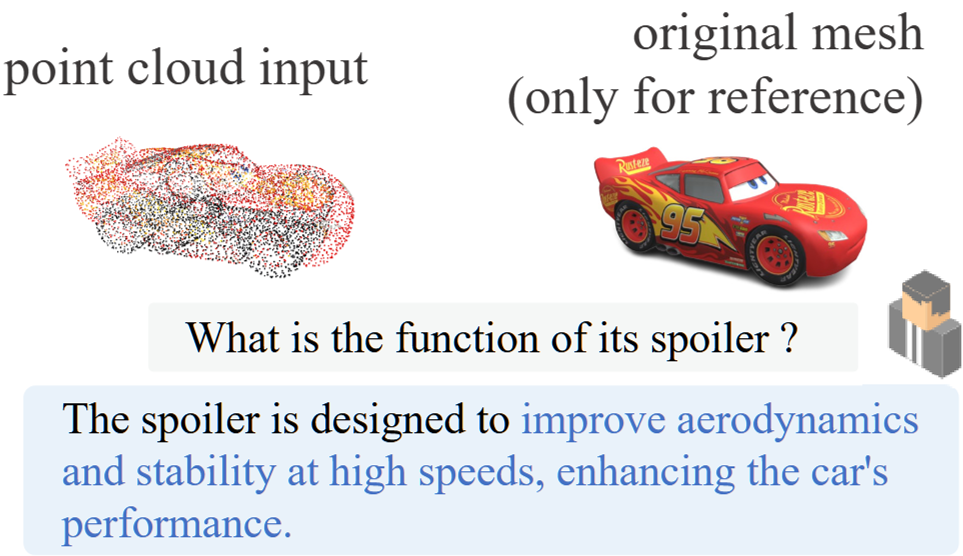 point cloud input
original mesh
(only for reference)
Rusteze
95
What is the function of its spoiler ?
The spoiler is designed to improve aerodynamics
and stability at high speeds, enhancing the car's
performance.